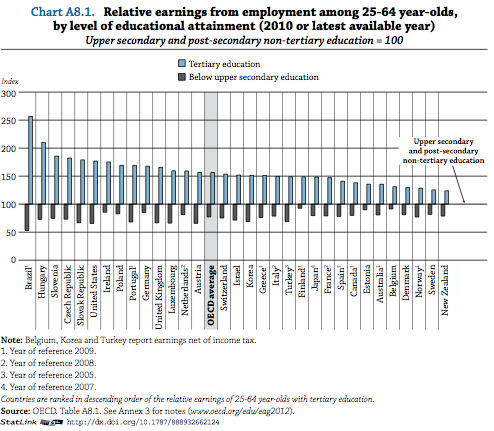 Chart A8.1. Relative earnings from employment among 25-64 year-olds,
by level of educational attainment (2010 or latest available year)
Upper secondary and post-secondary non-tertiary education = 100
Tertiary education
Below upper secondary education
Index
300
250
200
150
100
50
0
Upper secondary
and post-secondary
non-tertiary education
Brazil¹
Hungary
Slovenia
Czech Republic
Slovak Republic
United States
Ireland
Poland
Portugal¹
Germany
United Kingdom
Luxembourg
Netherlands²
Austria
OECD average
Switzerland
Israel
Korea
Greece¹
Italy²
Turkey³
Finland¹
Japan⁴
France²
Spain¹
Canada¹
Estonia
Australia¹
Belgium
Denmark
Norway¹
Sweden
New Zealand
Note: Belgium, Korea and Turkey report earnings net of income tax.
1. Year of reference 2009.
2. Year of reference 2008.
3. Year of reference 2005.
4. Year of reference 2007.
Countries are ranked in descending order of the relative earnings of 25-64 year-olds with tertiary education.
Source: OECD. Table A8.1. See Annex 3 for notes (www.oecd.org/edu/eag2012).
StatLink http://dx.doi.org/10.1787/888932662124